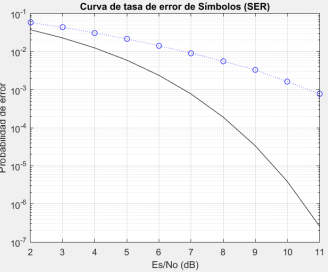 Curva de tasa de error de Símbolos (SER)
Probabilidad de error
10^-1
10^-2
10^-3
10^-4
10^-5
10^-6
10^-7
2 3 4 5 6 7 8 9 10 11
Es/No (dB)